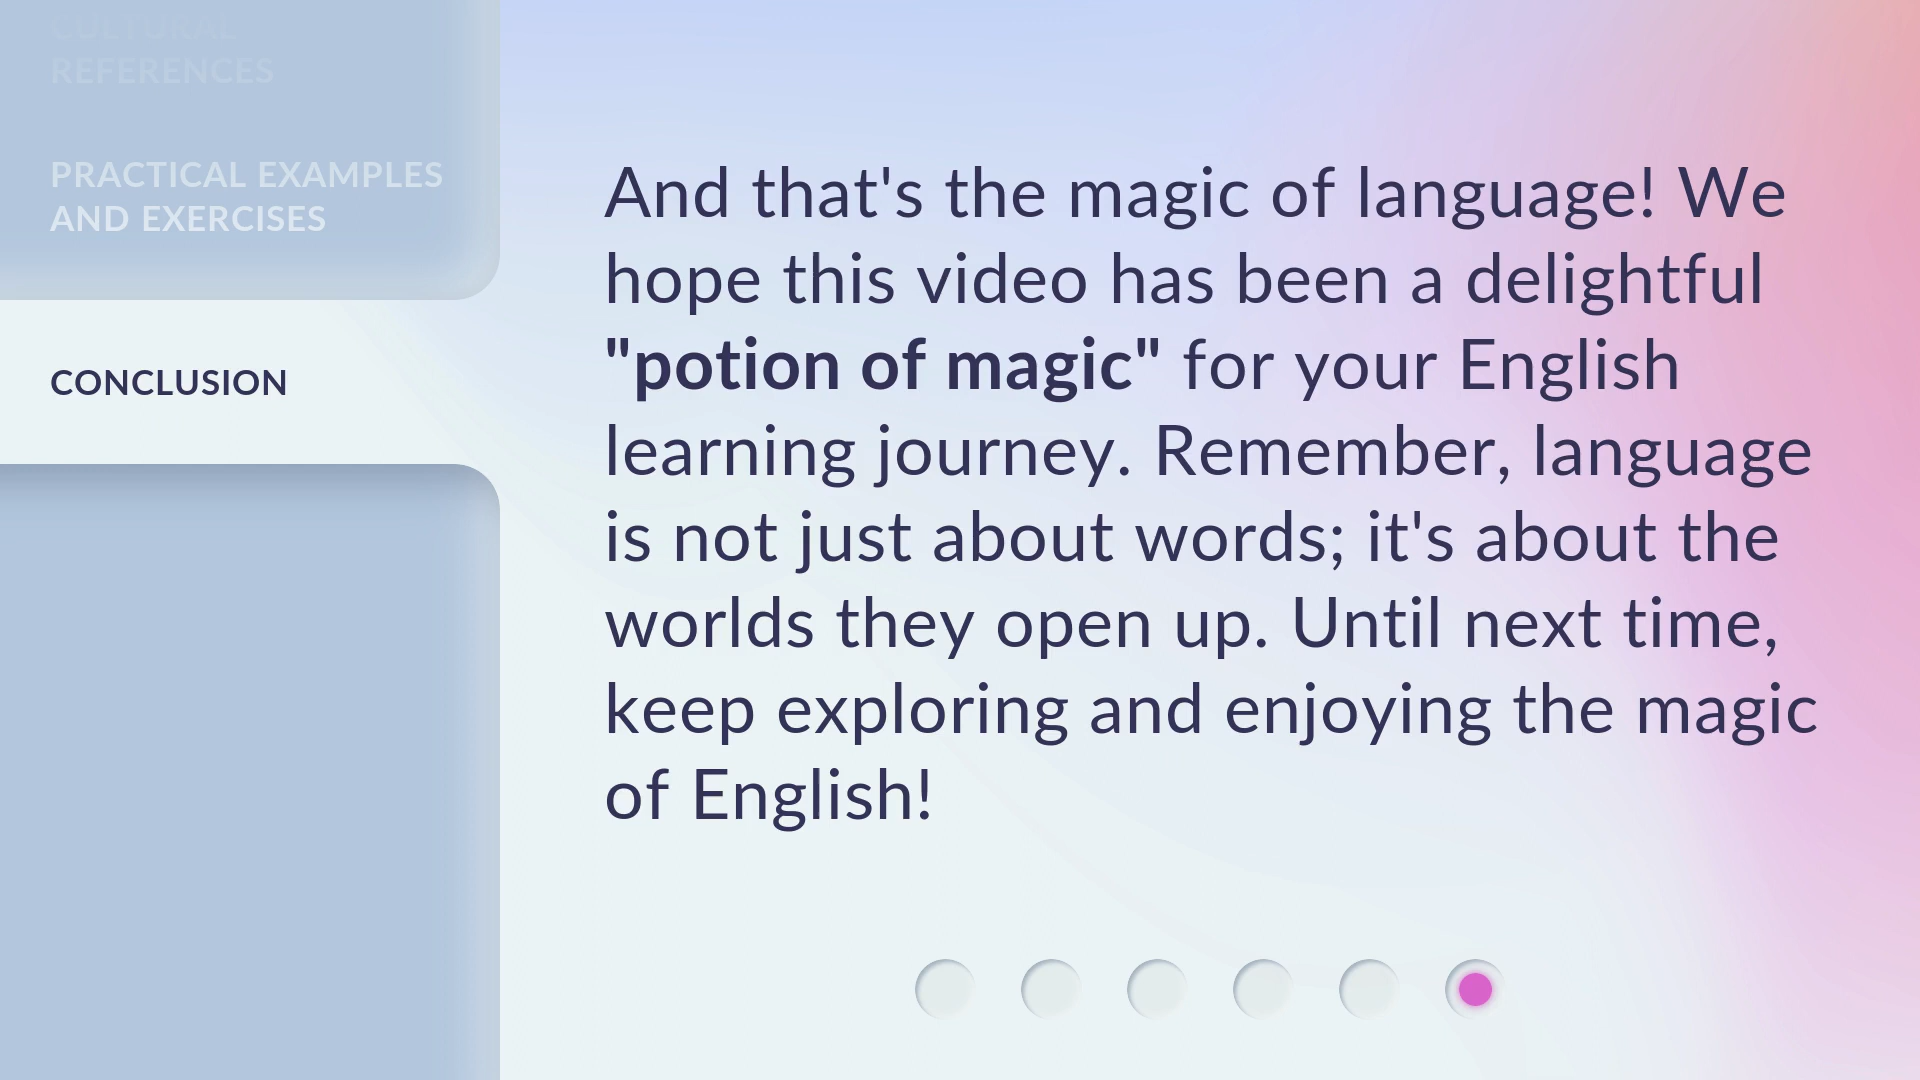 CULTURAL
REFERENCES
PRACTICAL EXAMPLES
AND EXERCISES
CONCLUSION
And that's the magic of language! We
hope this video has been a delightful
"potion of magic" for your English
learning journey. Remember, language
is not just about words; it's about the
worlds they open up. Until next time,
keep exploring and enjoying the magic
of English!